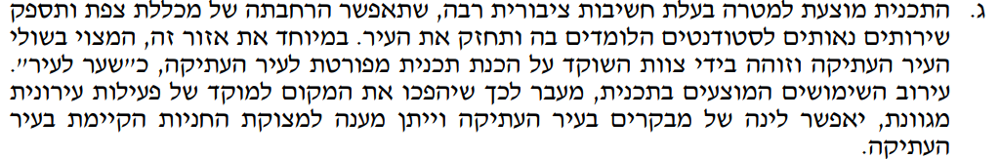 ג. התכנית מוצעת למטרה בעלת חשיבות ציבורית רבה, שתאפשר הרחבתה של מכללת צפת ותספק
שירותים נאותים לסטודנטים הלומדים בה ותחזק את העיר. במיוחד את אזור זה, המצוי בשולי
העיר העתיקה וזוהה בידי צוות השוקד על הכנת תכנית מפורטת לעיר העתיקה, כ"שער לעיר".
עירוב השימושים המוצעים בתכנית, מעבר לכך שיהפכו את המקום למוקד של פעילות עירונית
מגוונת, יאפשר לינה של מבקרים בעיר העתיקה וייתן מענה למצוקת החניות הקיימת בעיר
העתיקה.